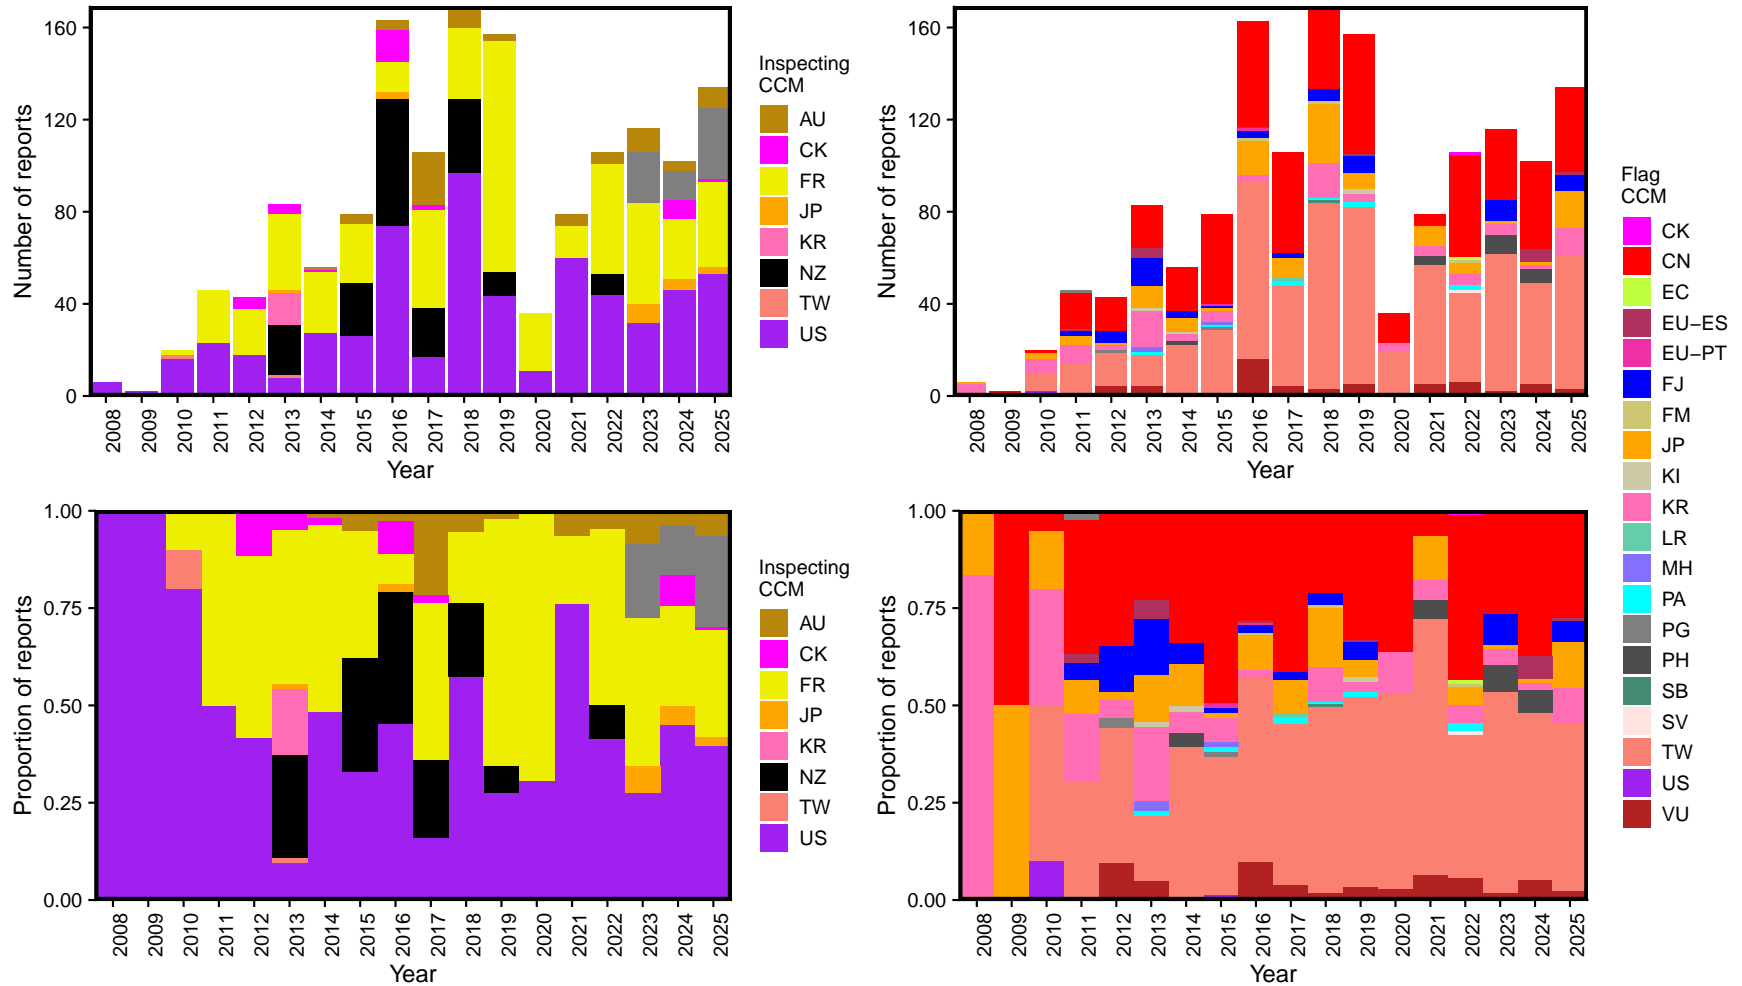 Number of reports
160
120
80
40
0
2008
2009
2010
2011
2012
2013
2014
2015
2016
2017
2018
2019
2020
2021
2022
2023
2024
2025
Year
Inspecting
CCM
AU
CK
FR
JP
KR
NZ
TW
US
Number of reports
160
120
80
40
0
2008
2009
2010
2011
2012
2013
2014
2015
2016
2017
2018
2019
2020
2021
2022
2023
2024
2025
Year
Proportion of reports
1.00
0.75
0.50
0.25
0.00
2008
2009
2010
2011
2012
2013
2014
2015
2016
2017
2018
2019
2020
2021
2022
2023
2024
2025
Year
Inspecting
CCM
AU
CK
FR
JP
KR
NZ
TW
US
Proportion of reports
1.00
0.75
0.50
0.25
0.00
2008
2009
2010
2011
2012
2013
2014
2015
2016
2017
2018
2019
2020
2021
2022
2023
2024
2025
Year
Flag
CCM
CK
CN
EC
EU−ES
EU−PT
FJ
FM
JP
KI
KR
LR
MH
PA
PG
PH
SB
SV
TW
US
VU